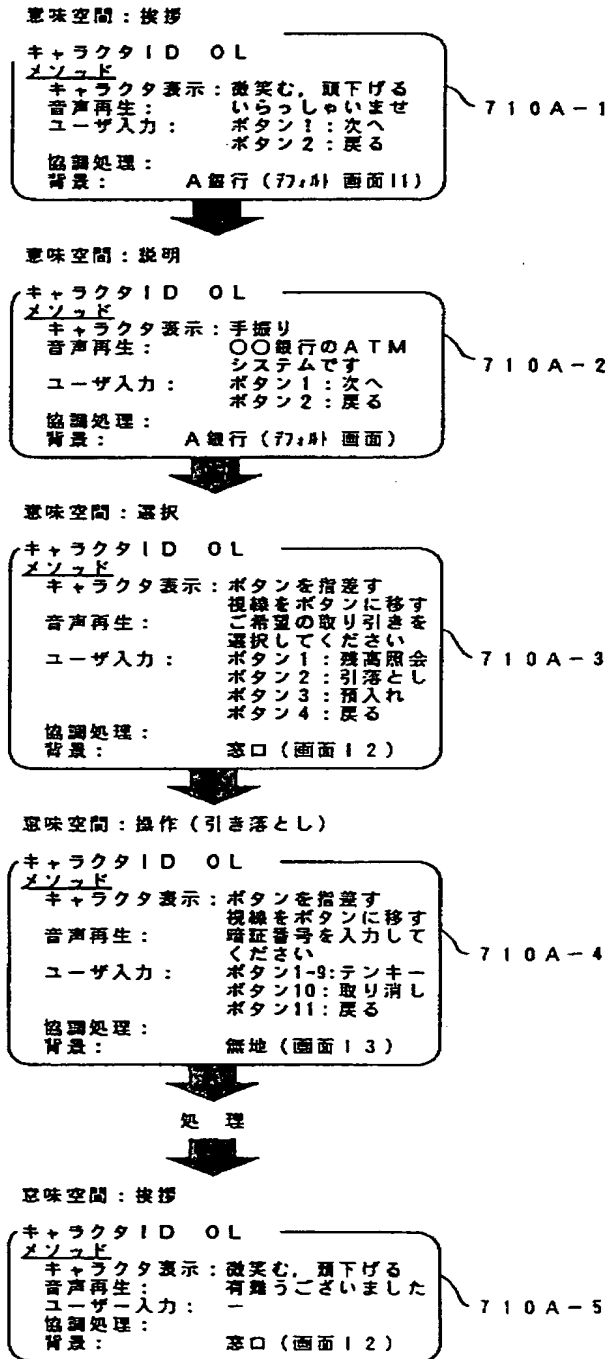 意味空間：挨拶
キャラクタID OL
メソッド
キャラクタ表示：微笑む，頭下げる
音声再生： いらっしゃいませ
ユーザ入力： ボタン1：次へ
ボタン2：戻る
協調処理：
背景： A銀行（デフォルト 画面I1）
710A-1
意味空間：説明
キャラクタID OL
メソッド
キャラクタ表示：手振り
音声再生： 〇〇銀行のATM
システムです
ユーザ入力： ボタン1：次へ
ボタン2：戻る
協調処理：
背景： A銀行（デフォルト 画面）
710A-2
意味空間：選択
キャラクタID OL
メソッド
キャラクタ表示：ボタンを指差す
視線をボタンに移す
音声再生： ご希望の取り引きを
選択してください
ユーザ入力： ボタン1：残高照会
ボタン2：引落とし
ボタン3：預入れ
ボタン4：戻る
協調処理：
背景： 窓口（画面I2）
710A-3
意味空間：操作（引き落とし）
キャラクタID OL
メソッド
キャラクタ表示：ボタンを指差す
視線をボタンに移す
音声再生： 暗証番号を入力して
ください
ユーザ入力： ボタン1-9:テンキー
ボタン10：取り消し
ボタン11：戻る
協調処理：
背景： 無地（画面I3）
710A-4
処 理
意味空間：挨拶
キャラクタID OL
メソッド
キャラクタ表示：微笑む，頭下げる
音声再生： 有難うございました
ユーザー入力： ー
協調処理：
背景： 窓口（画面I2）
710A-5